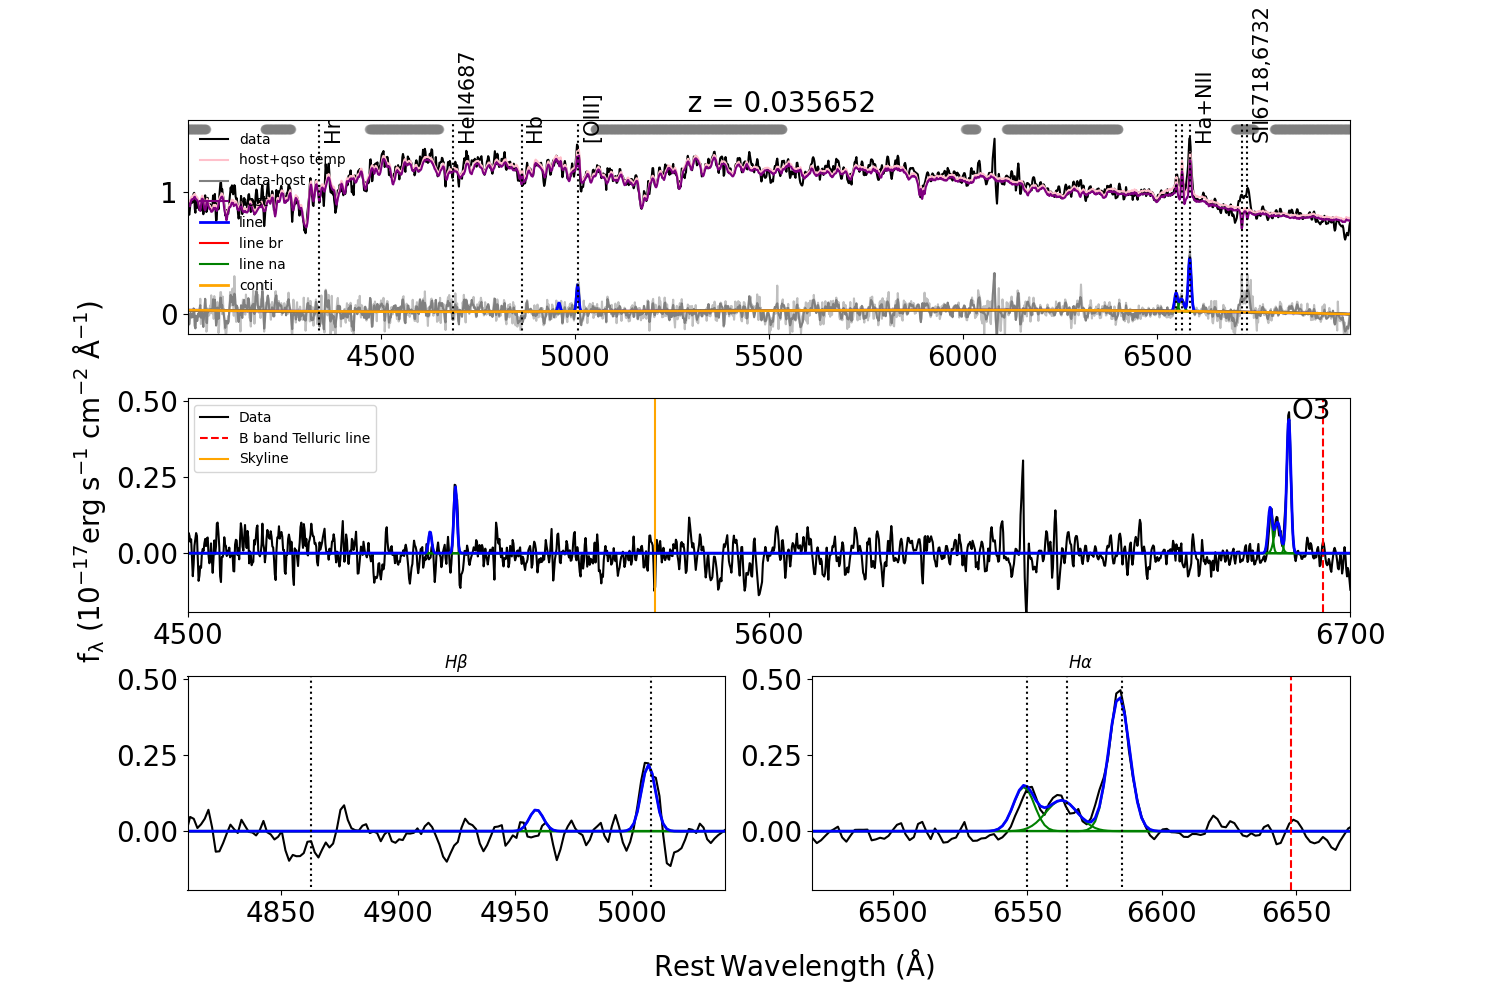 z = 0.035652
Hr
HeII4687
Hb
[OIII]
Ha+NII
SII6718,6732
data
host+qso temp
data-host
line
line br
line na
conti
1
0
4500
5000
5500
6000
6500
fλ (10⁻¹⁷erg s⁻¹ cm⁻² Å⁻¹)
0.50
0.25
0.00
Data
B band Telluric line
Skyline
O3
4500
5600
6700
Hβ
0.50
0.25
0.00
4850
4900
4950
5000
Hα
0.50
0.25
0.00
6500
6550
6600
6650
Rest Wavelength (Å)